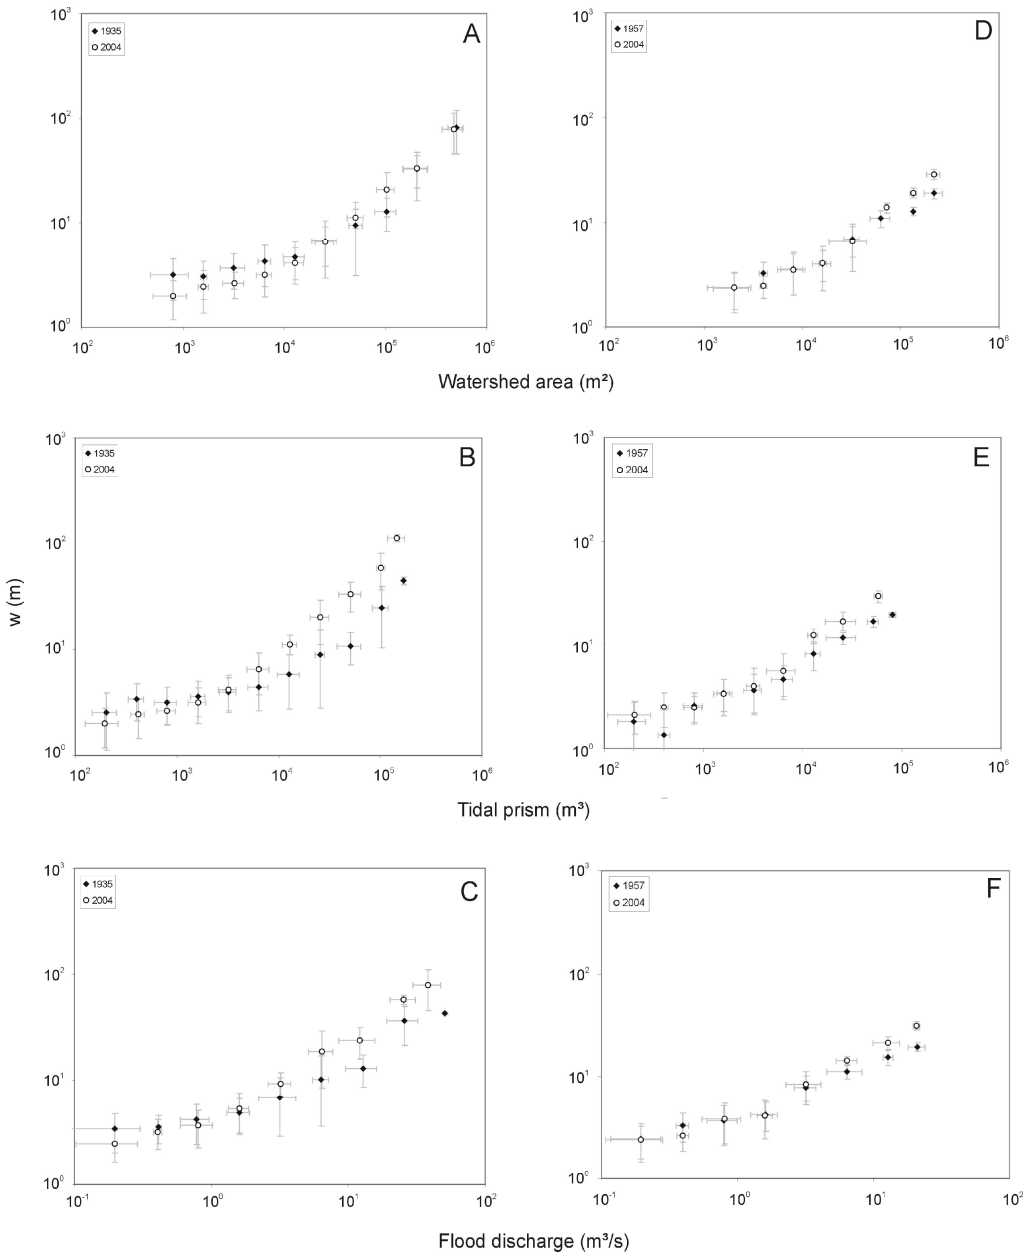 10³
1935
2004
A
10²
10¹
10⁰
10² 10³ 10⁴ 10⁵ 10⁶
10³
1957
2004
D
10²
10¹
10⁰
10² 10³ 10⁴ 10⁵ 10⁶
Watershed area (m²)
10³
1935
2004
B
10²
10¹
10⁰
10² 10³ 10⁴ 10⁵ 10⁶
10³
1957
2004
E
10²
10¹
10⁰
10² 10³ 10⁴ 10⁵ 10⁶
w (m)
Tidal prism (m³)
10³
1935
2004
C
10²
10¹
10⁰
10⁻¹ 10⁰ 10¹ 10²
10³
1957
2004
F
10²
10¹
10⁰
10⁻¹ 10⁰ 10¹ 10²
Flood discharge (m³/s)